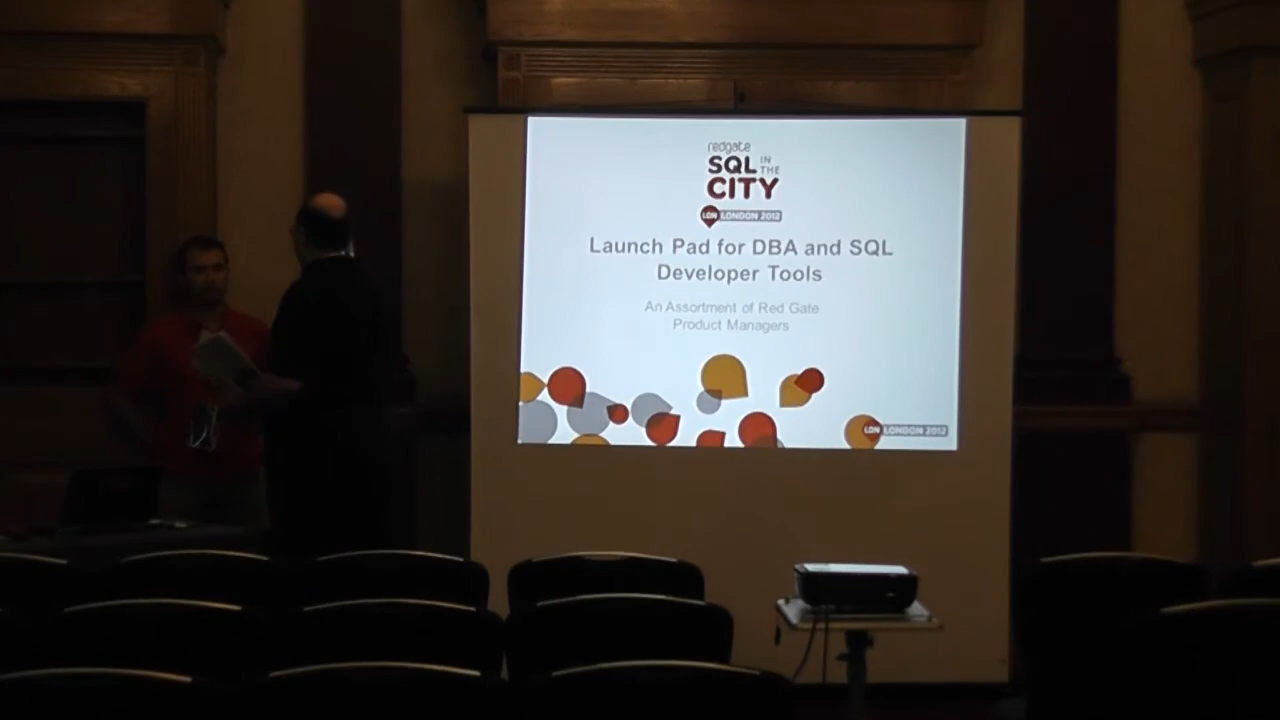 redgate
SQL IN THE
CITY
LDN LONDON 2012
Launch Pad for DBA and SQL
Developer Tools
An Assortment of Red Gate
Product Managers
LDN LONDON 2012